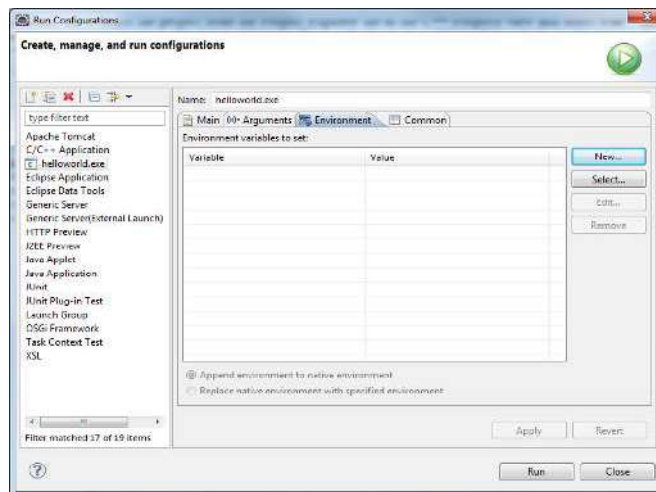 Run Configurations
Create, manage, and run configurations
type filter text
Apache Tomcat
C/C++ Application
helloworld.exe
Eclipse Application
Eclipse Data Tools
Generic Server
Generic Server(External Launch)
HTTP Preview
J2EE Preview
Java Applet
Java Application
JUnit
JUnit Plug-in Test
Launch Group
OSGi Framework
Task Context Test
XSL
Filter matched 17 of 19 items
Name: helloworld.exe
Main (x)= Arguments Environment Common
Environment variables to set:
Variable Value
New...
Select...
Edit...
Remove
Append environment to native environment
Replace native environment with specified environment
Apply Revert
Run Close